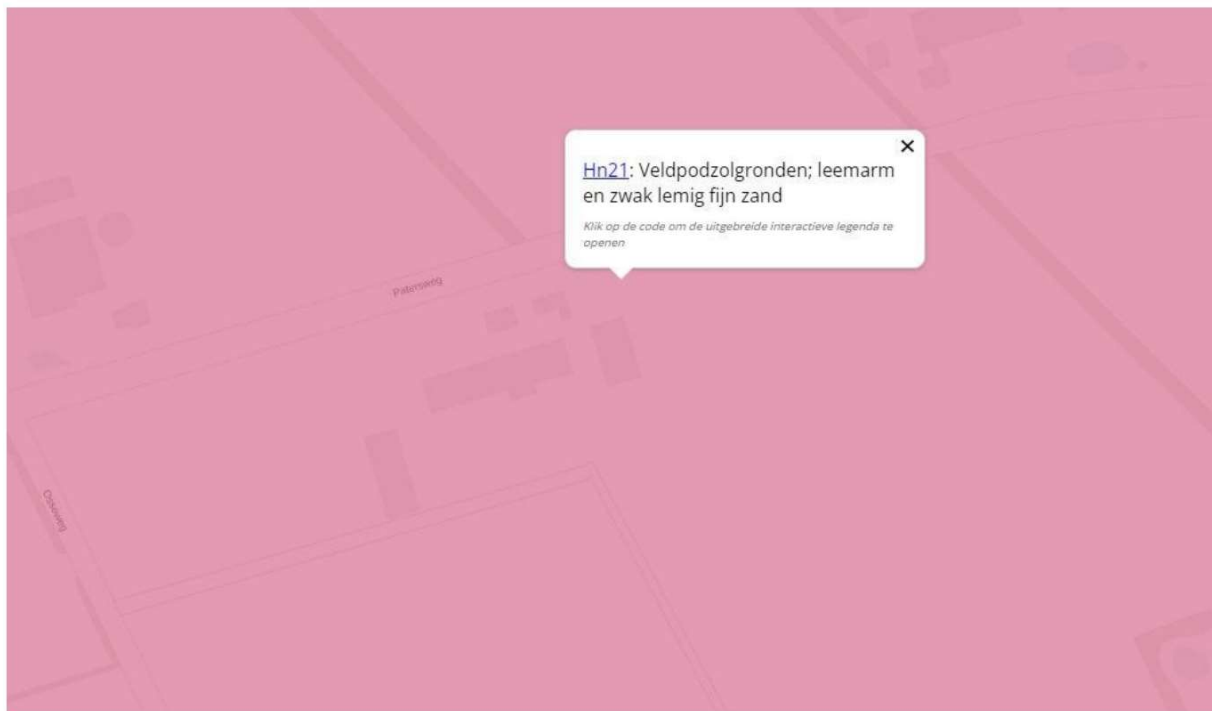 Hn21: Veldpodzolgronden; leemarm
en zwak lemig fijn zand
Klik op de code om de uitgebreide interactieve legenda te
openen
Patersweg